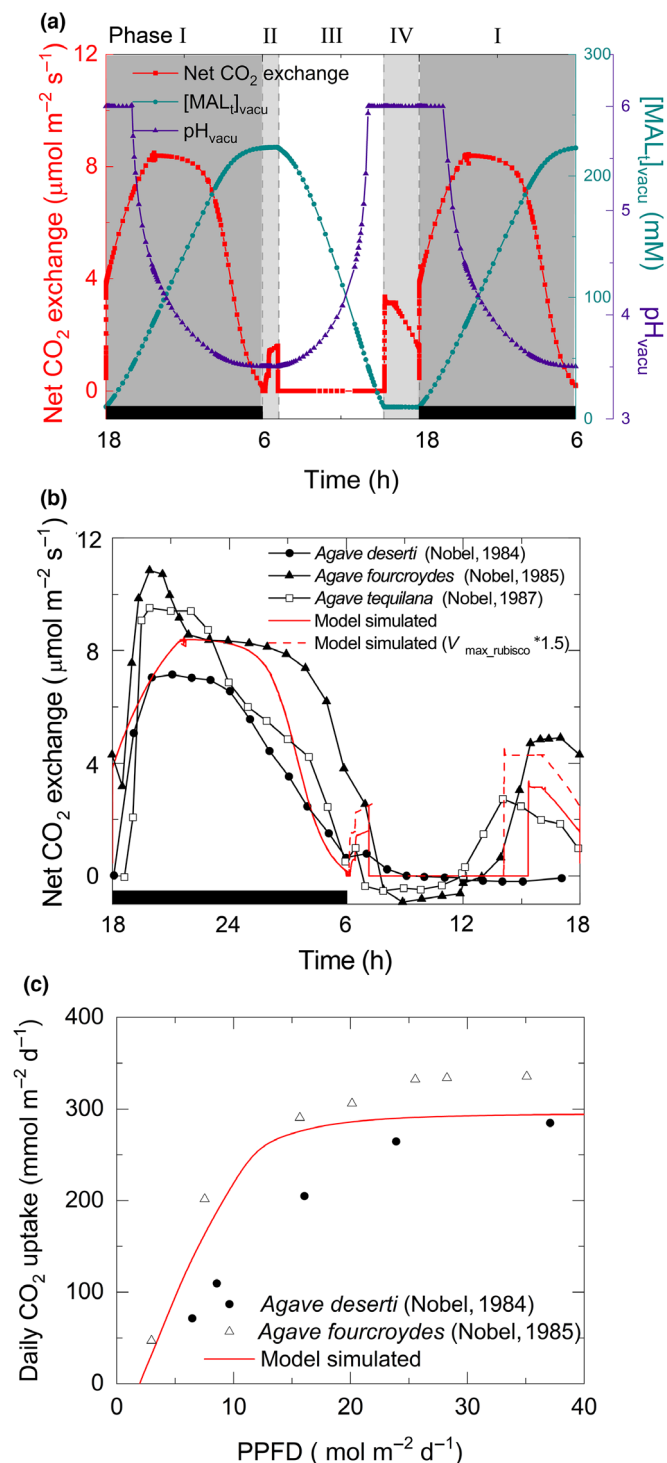 (a)
Phase I II III IV I
12
8
4
0
Net CO2 exchange (μmol m−2 s−1)
Net CO2 exchange
[MALt]vacu
pHvacu
300
200
100
0
[MALt]vacu (mM)
6
5
4
3
pHvacu
18 6 18 6
Time (h)
(b)
12
8
4
0
Net CO2 exchange (μmol m−2 s−1)
Agave deserti (Nobel, 1984)
Agave fourcroydes (Nobel, 1985)
Agave tequilana (Nobel, 1987)
Model simulated
Model simulated (V max_rubisco *1.5)
18 24 6 12 18
Time (h)
(c)
400
300
200
100
0
Daily CO2 uptake (mmol m−2 d−1)
Agave deserti (Nobel, 1984)
Agave fourcroydes (Nobel, 1985)
Model simulated
0 10 20 30 40
PPFD ( mol m−2 d−1)